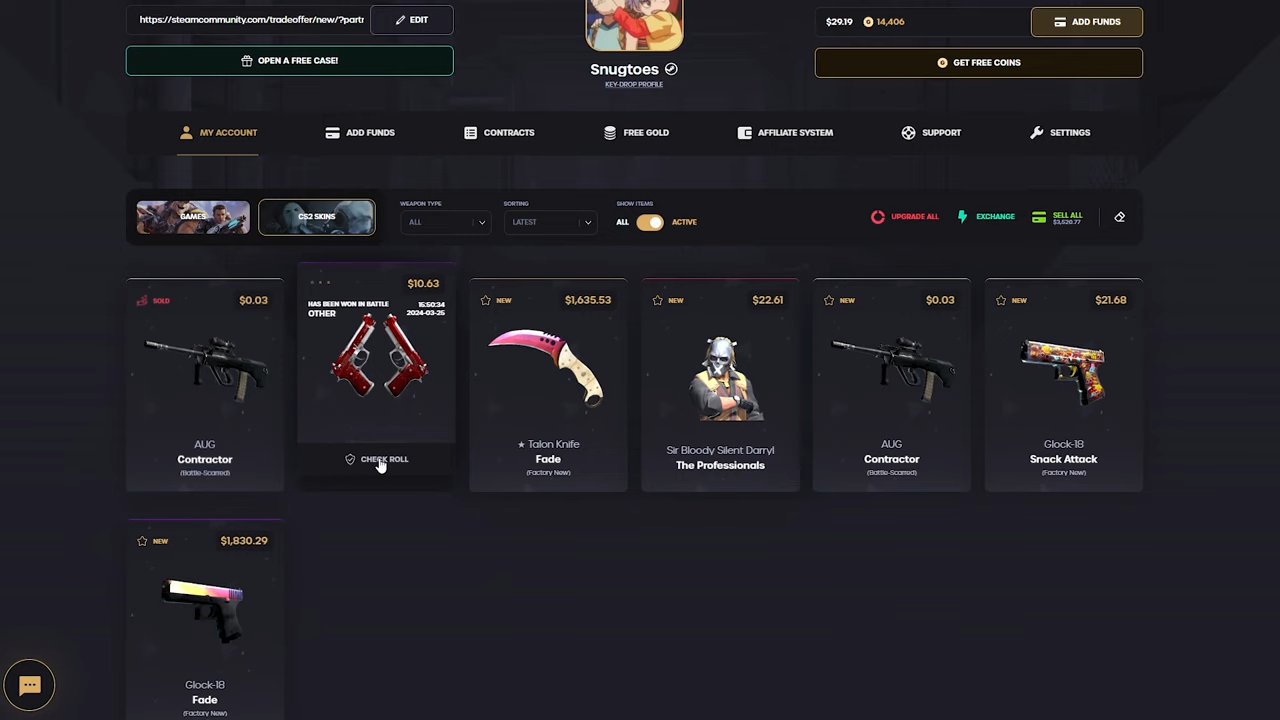 https://steamcommunity.com/tradeoffer/new/?partr
EDIT
$29.19
14,406
ADD FUNDS
OPEN A FREE CASE!
GET FREE COINS
Snugtoes
KEY-DROP PROFILE
MY ACCOUNT
ADD FUNDS
CONTRACTS
FREE GOLD
AFFILIATE SYSTEM
SUPPORT
SETTINGS
GAMES
CS2 SKINS
WEAPON TYPE
ALL
SORTING
LATEST
SHOW ITEMS
ALL
ACTIVE
UPGRADE ALL
EXCHANGE
SELL ALL
$3,520.77
SOLD
$0.03
AUG
Contractor
(Battle-Scarred)
$10.63
HAS BEEN WON IN BATTLE
OTHER
15:50:34
2024-03-25
CHECK ROLL
NEW
$1,635.53
★ Talon Knife
Fade
(Factory New)
NEW
$22.61
Sir Bloody Silent Darryl
The Professionals
NEW
$0.03
AUG
Contractor
(Battle-Scarred)
NEW
$21.68
Glock-18
Snack Attack
(Factory New)
NEW
$1,830.29
Glock-18
Fade
(Factory New)